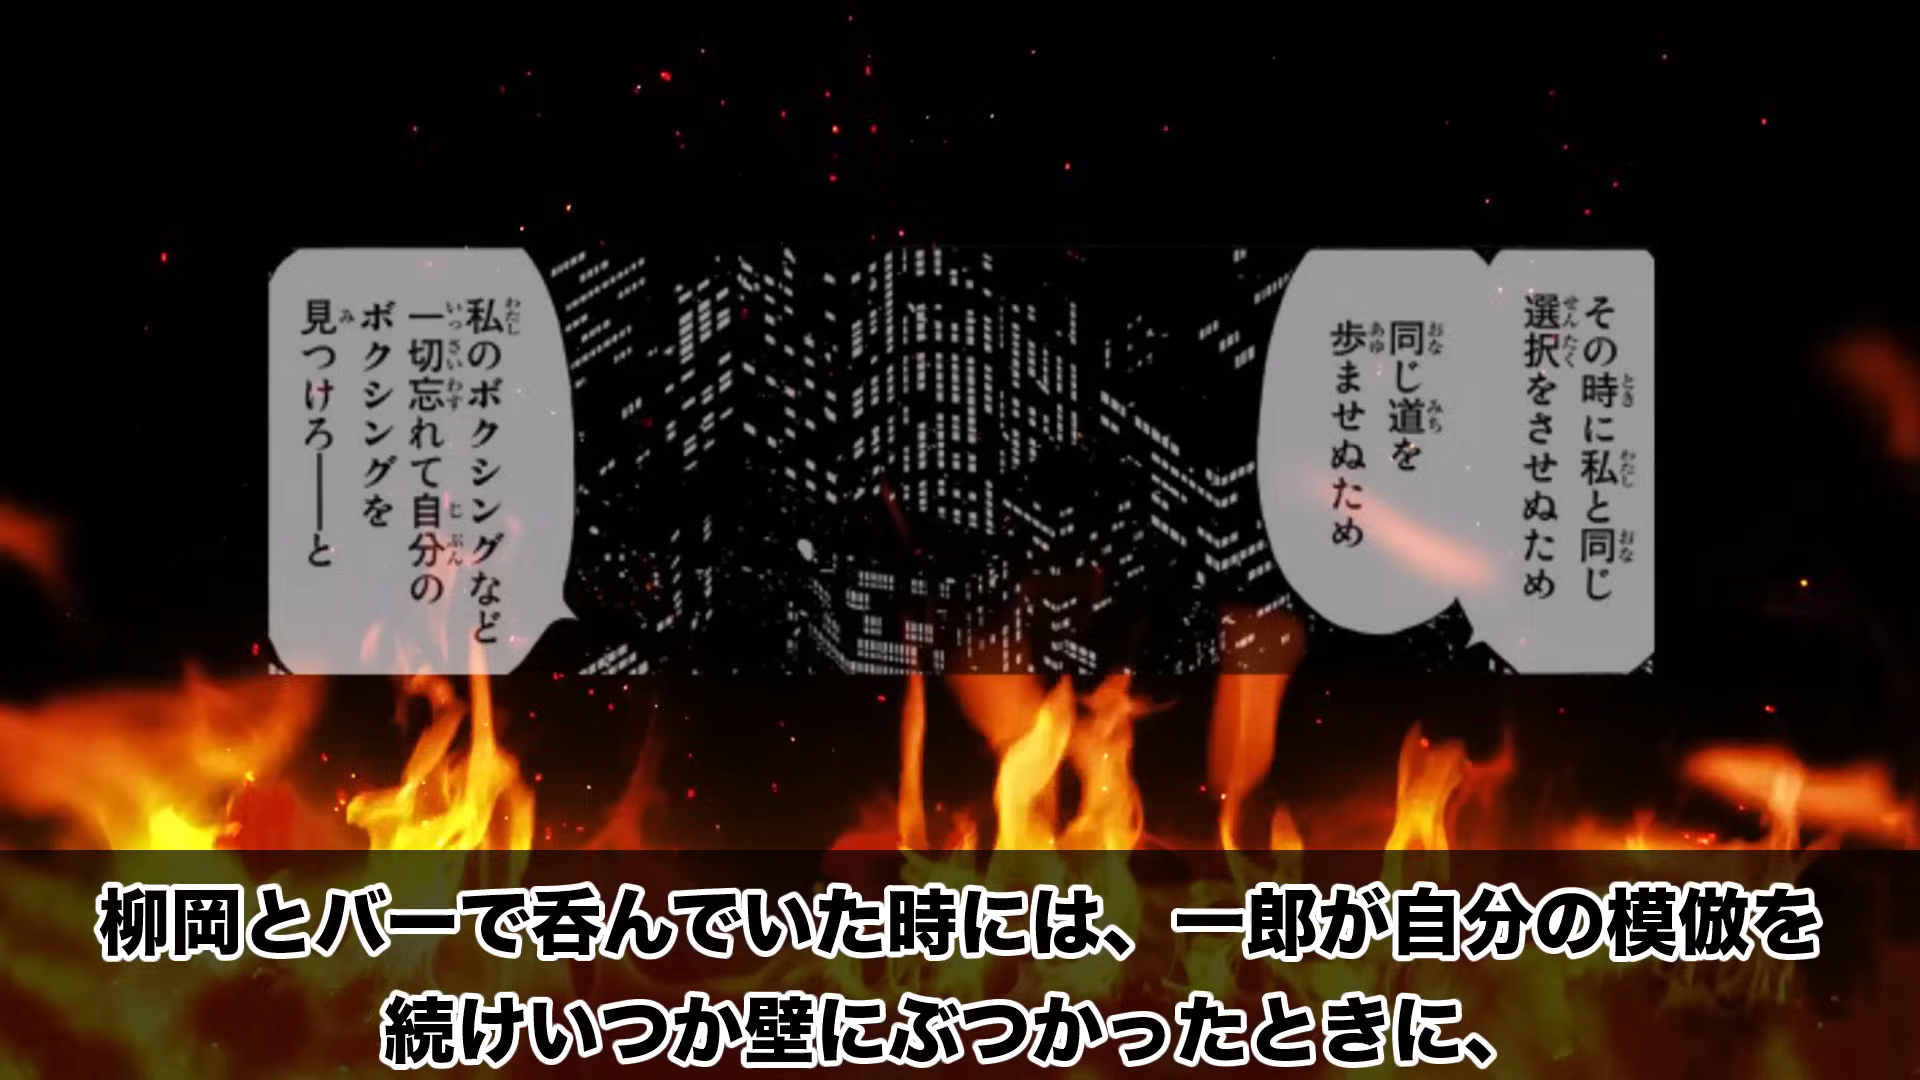 その時に私と同じ
選択をさせぬため
同じ道を
歩ませぬため
私のボクシングなど
一切忘れて自分の
ボクシングを
見つけろ――と
柳岡とバーで呑んでいた時には、一郎が自分の模倣を
続けいつか壁にぶつかったときに、